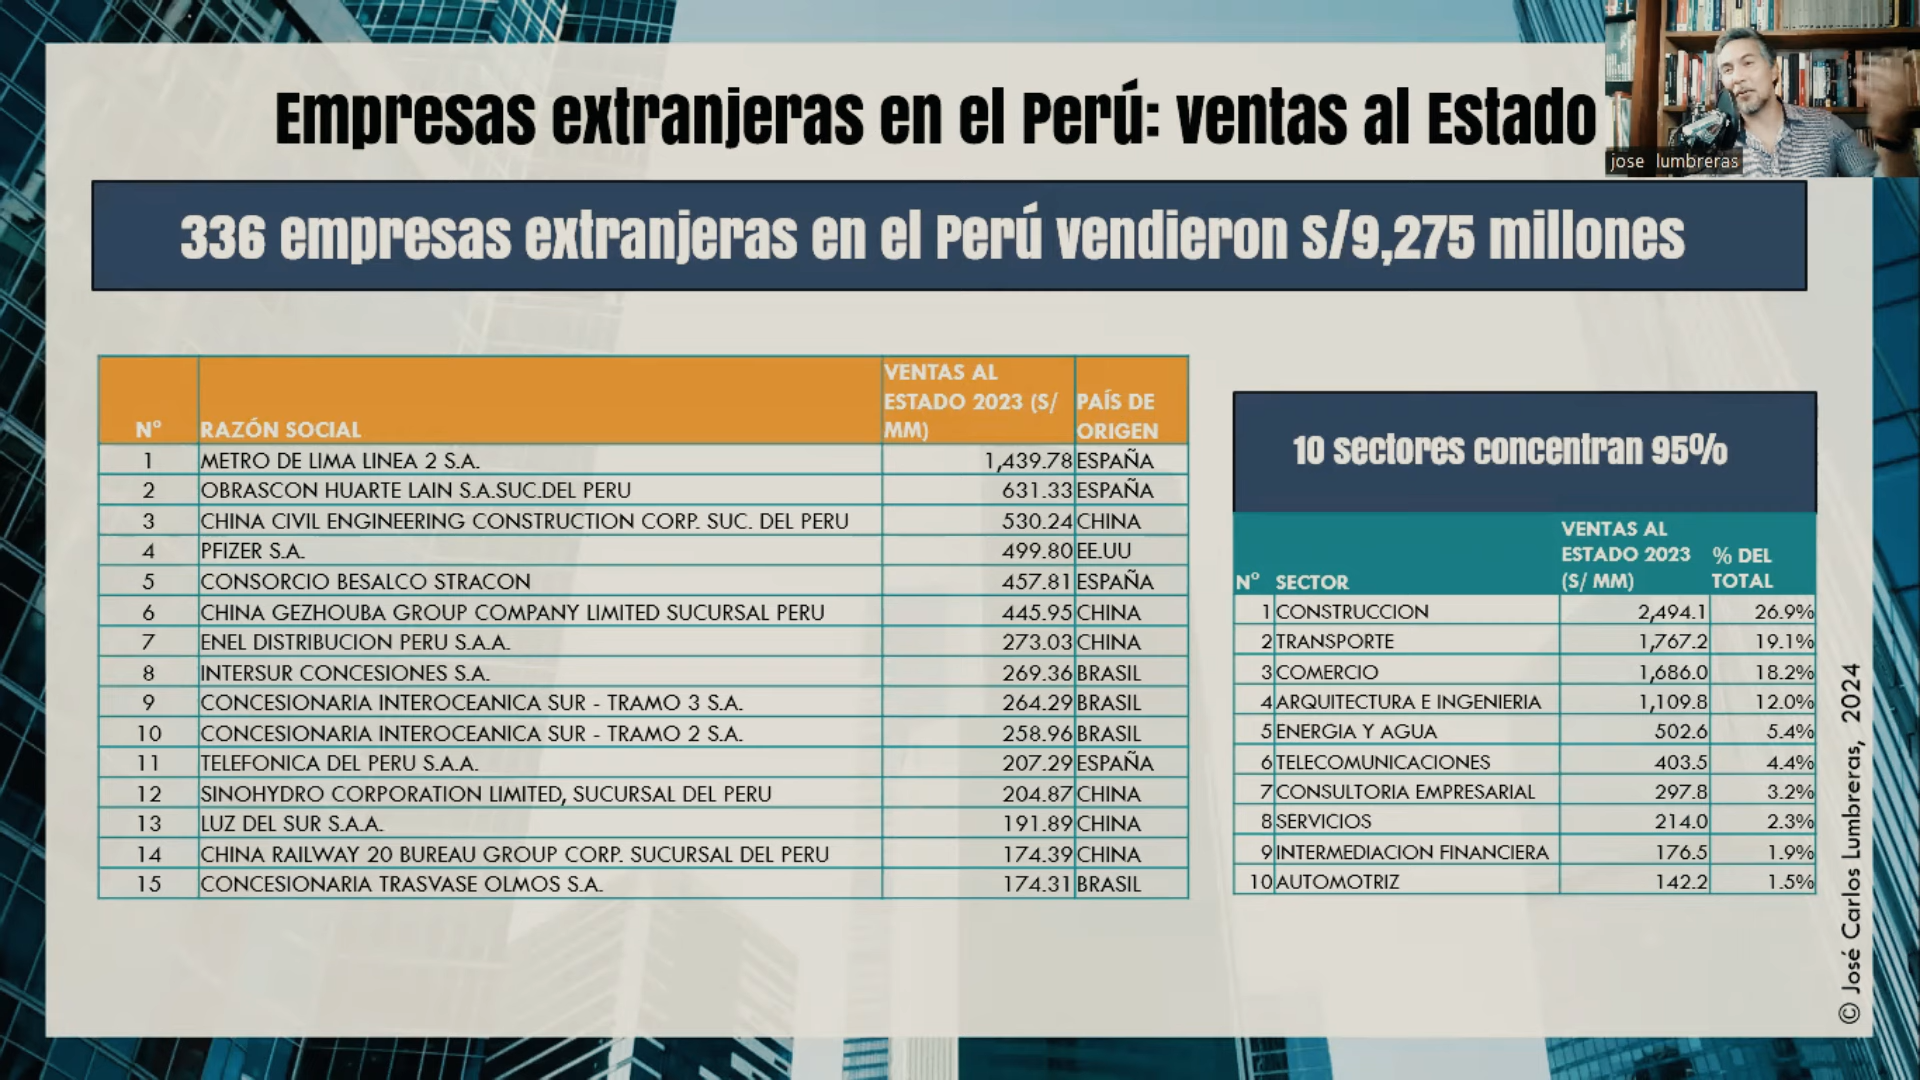 Empresas extranjeras en el Perú: ventas al Estado
jose lumbreras
336 empresas extranjeras en el Perú vendieron S/9,275 millones
N° RAZÓN SOCIAL VENTAS AL ESTADO 2023 (S/ MM) PAÍS DE ORIGEN
1 METRO DE LIMA LINEA 2 S.A. 1,439.78 ESPAÑA
2 OBRASCON HUARTE LAIN S.A.SUC.DEL PERU 631.33 ESPAÑA
3 CHINA CIVIL ENGINEERING CONSTRUCTION CORP. SUC. DEL PERU 530.24 CHINA
4 PFIZER S.A. 499.80 EE.UU
5 CONSORCIO BESALCO STRACON 457.81 ESPAÑA
6 CHINA GEZHOUBA GROUP COMPANY LIMITED SUCURSAL PERU 445.95 CHINA
7 ENEL DISTRIBUCION PERU S.A.A. 273.03 CHINA
8 INTERSUR CONCESIONES S.A. 269.36 BRASIL
9 CONCESIONARIA INTEROCEANICA SUR - TRAMO 3 S.A. 264.29 BRASIL
10 CONCESIONARIA INTEROCEANICA SUR - TRAMO 2 S.A. 258.96 BRASIL
11 TELEFONICA DEL PERU S.A.A. 207.29 ESPAÑA
12 SINOHYDRO CORPORATION LIMITED, SUCURSAL DEL PERU 204.87 CHINA
13 LUZ DEL SUR S.A.A. 191.89 CHINA
14 CHINA RAILWAY 20 BUREAU GROUP CORP. SUCURSAL DEL PERU 174.39 CHINA
15 CONCESIONARIA TRASVASE OLMOS S.A. 174.31 BRASIL
10 sectores concentran 95%
N° SECTOR VENTAS AL ESTADO 2023 (S/ MM) % DEL TOTAL
1 CONSTRUCCION 2,494.1 26.9%
2 TRANSPORTE 1,767.2 19.1%
3 COMERCIO 1,686.0 18.2%
4 ARQUITECTURA E INGENIERIA 1,109.8 12.0%
5 ENERGIA Y AGUA 502.6 5.4%
6 TELECOMUNICACIONES 403.5 4.4%
7 CONSULTORIA EMPRESARIAL 297.8 3.2%
8 SERVICIOS 214.0 2.3%
9 INTERMEDIACION FINANCIERA 176.5 1.9%
10 AUTOMOTRIZ 142.2 1.5%
© José Carlos Lumbreras, 2024